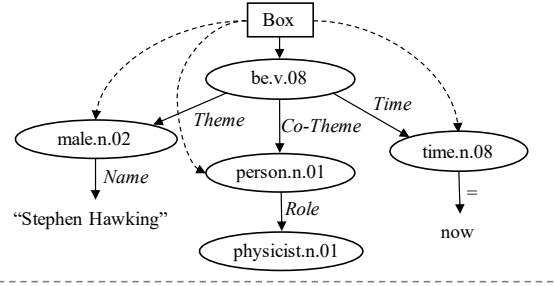 Box
be.v.08
Theme
Co-Theme
Time
male.n.02
time.n.08
Name
person.n.01
=
"Stephen Hawking"
Role
now
physicist.n.01